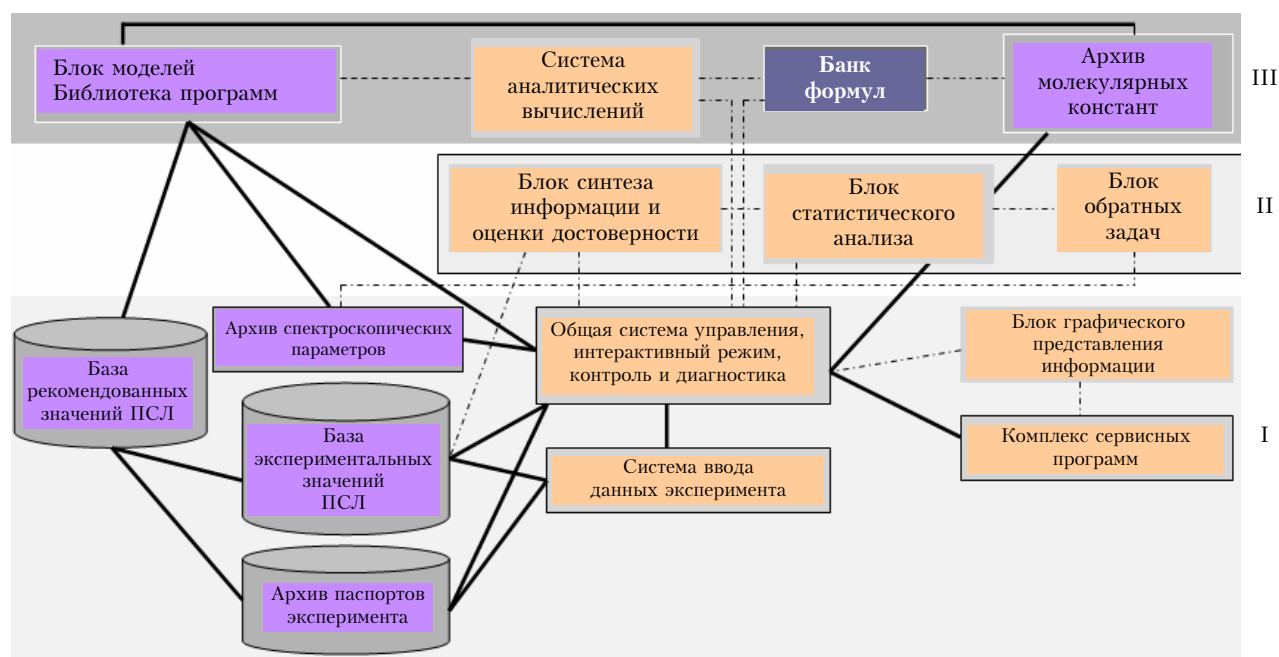 Блок моделей
Библиотека программ
Система
аналитических
вычислений
Банк
формул
Архив
молекулярных
констант
III
Блок синтеза
информации и
оценки достоверности
Блок
статистического
анализа
Блок
обратных
задач
II
База
рекомендованных
значений ПСЛ
Архив спектроскопических
параметров
Общая система управления,
интерактивный режим,
контроль и диагностика
Блок графического
представления
информации
База
экспериментальных
значений
ПСЛ
Система ввода
данных эксперимента
Комплекс сервисных
программ
I
Архив паспортов
эксперимента